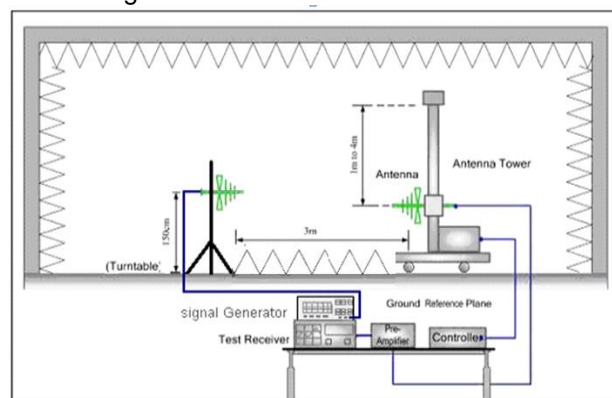 1m to 4m
Antenna Tower
Antenna
150cm
3m
(Turntable)
Ground Reference Plane
signal Generator
Test Receiver
Pre-
Amplifier
Controller